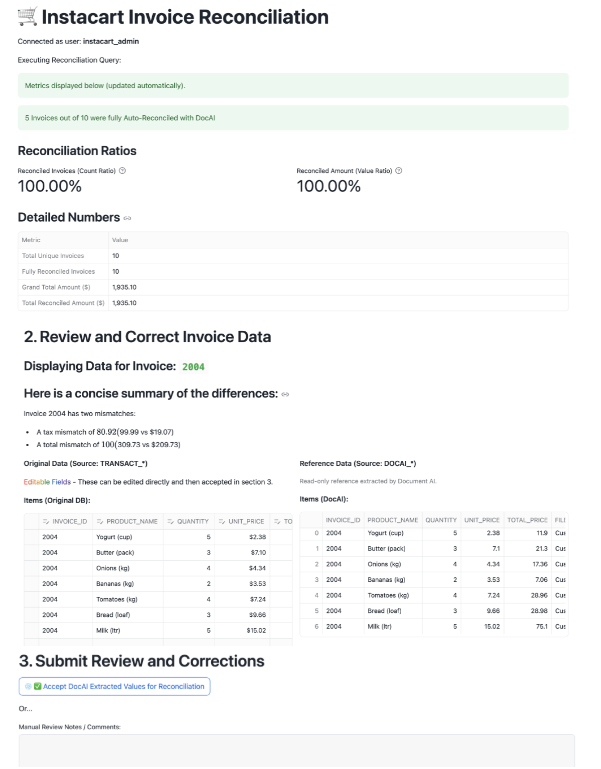 Instacart Invoice Reconciliation
Connected as user: instacart_admin
Executing Reconciliation Query:
Metrics displayed below (updated automatically).
5 Invoices out of 10 were fully Auto-Reconciled with DocAI
Reconciliation Ratios
Reconciled Invoices (Count Ratio) Reconciled Amount (Value Ratio)
100.00% 100.00%
Detailed Numbers
Metric Value
Total Unique Invoices 10
Fully Reconciled Invoices 10
Grand Total Amount ($) 1,935.10
Total Reconciled Amount ($) 1,935.10
2. Review and Correct Invoice Data
Displaying Data for Invoice: 2004
Here is a concise summary of the differences:
Invoice 2004 has two mismatches:
• A tax mismatch of 80.92(99.99 vs $19.07)
• A total mismatch of 100(309.73 vs $209.73)
Original Data (Source: TRANSACT_*)
Editable Fields - These can be edited directly and then accepted in section 3.
Items (Original DB):
INVOICE_ID PRODUCT_NAME QUANTITY UNIT_PRICE TO
2004 Yogurt (cup) 5 $2.38
2004 Butter (pack) 3 $7.10
2004 Onions (kg) 4 $4.34
2004 Bananas (kg) 2 $3.53
2004 Tomatoes (kg) 4 $7.24
2004 Bread (loaf) 3 $9.66
2004 Milk (ltr) 5 $15.02
Reference Data (Source: DOCAI_*)
Read-only reference extracted by Document AI.
Items (DocAI):
INVOICE_ID PRODUCT_NAME QUANTITY UNIT_PRICE TOTAL_PRICE FILI
0 2004 Yogurt (cup) 5 2.38 11.9 Cus
1 2004 Butter (pack) 3 7.1 21.3 Cus
2 2004 Onions (kg) 4 4.34 17.36 Cus
3 2004 Bananas (kg) 2 3.53 7.06 Cus
4 2004 Tomatoes (kg) 4 7.24 28.96 Cus
5 2004 Bread (loaf) 3 9.66 28.98 Cus
6 2004 Milk (ltr) 5 15.02 75.1 Cus
3. Submit Review and Corrections
Accept DocAI Extracted Values for Reconciliation
Or...
Manual Review Notes / Comments: